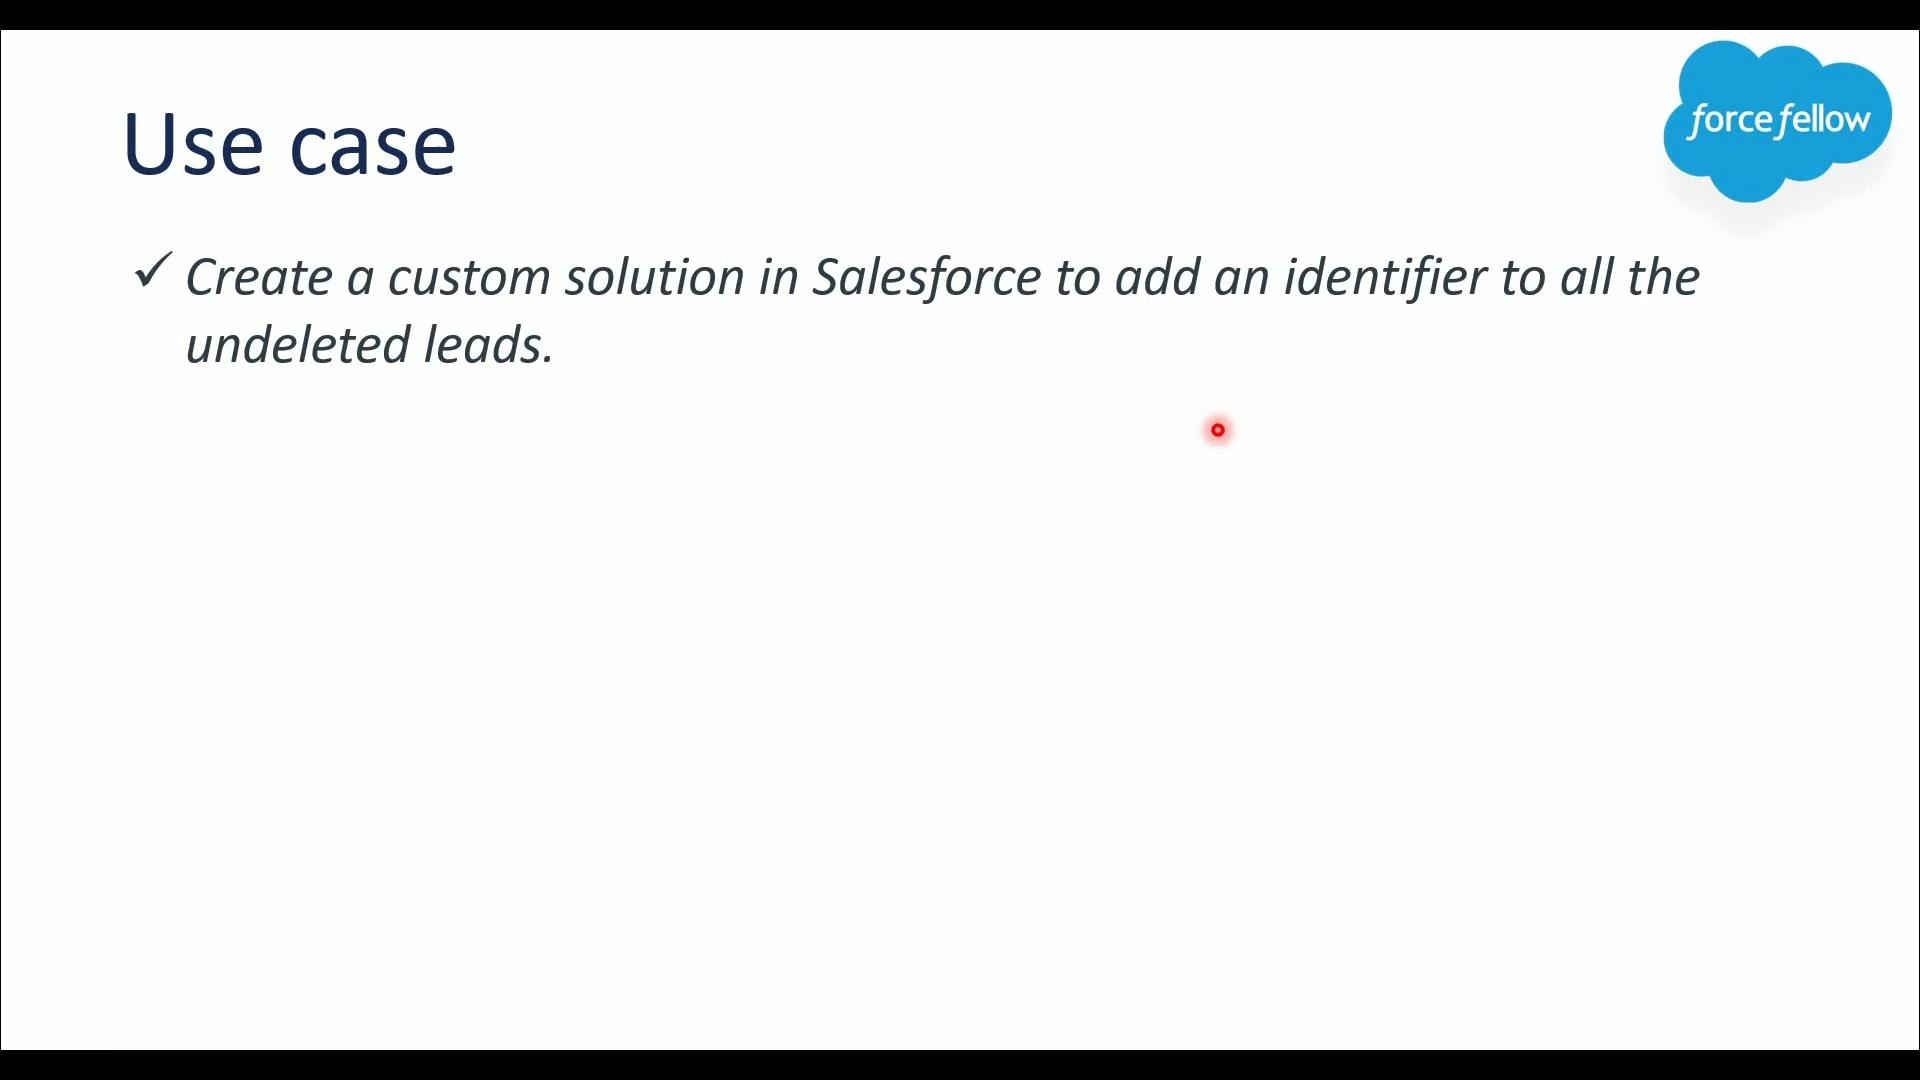 force fellow
Use case
✓ Create a custom solution in Salesforce to add an identifier to all the
undeleted leads.